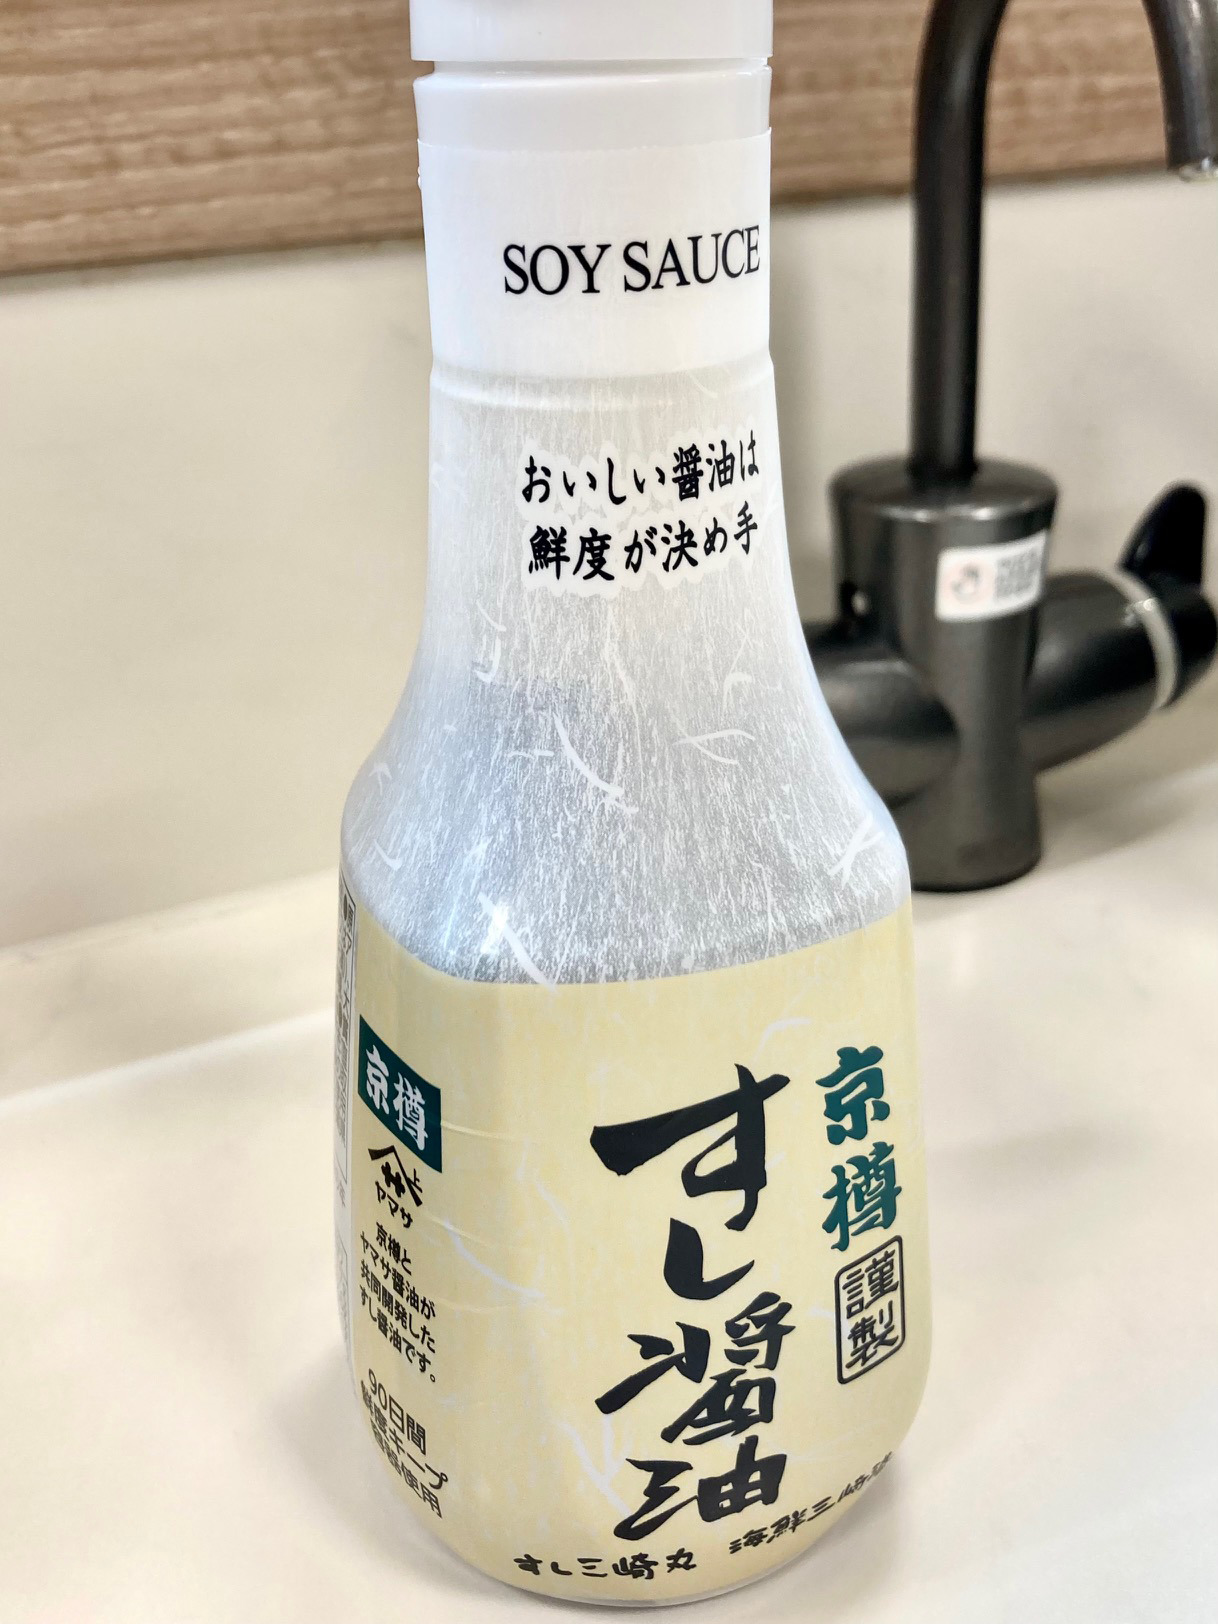 SOY SAUCE
おいしい醤油は
鮮度が決め手
京樽
謹製
すし醤油
京樽
上
ヤマサ
京樽と
ヤマサ醤油が
共同開発した
すし醤油です。
90日間
鮮度キープ
容器使用
すし三崎丸
海鮮三崎港